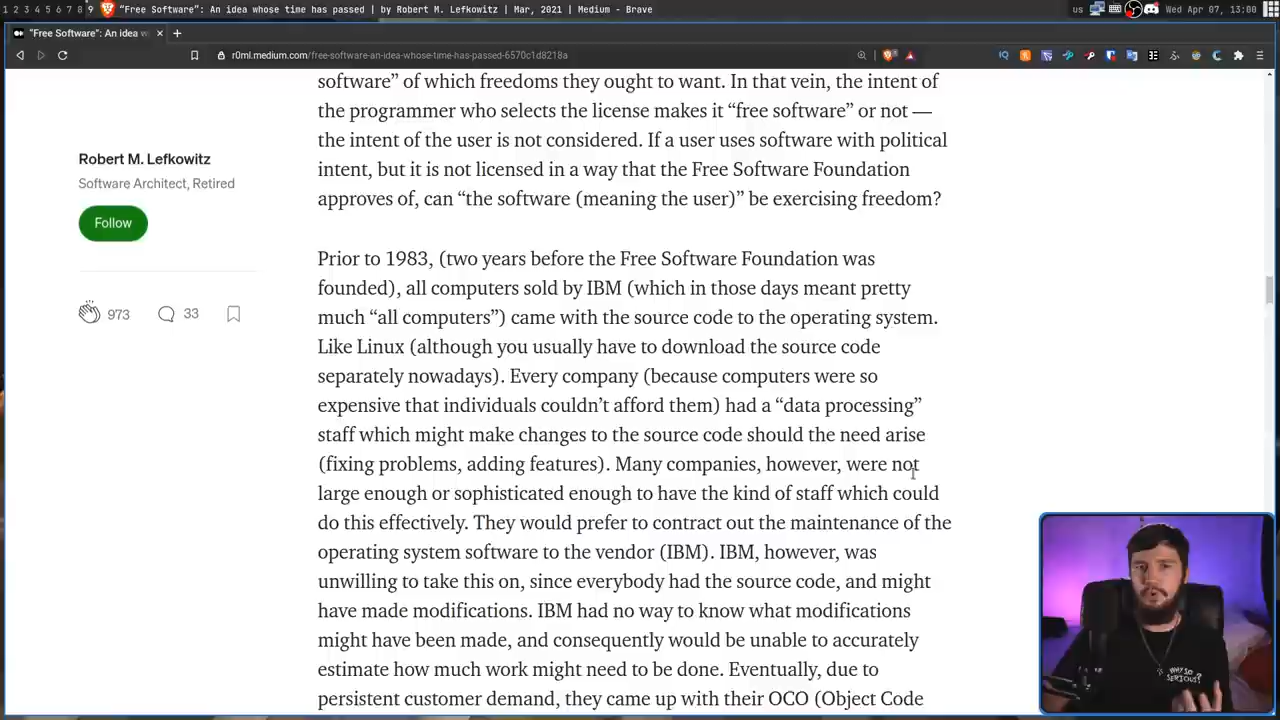 1 2 3 4 5 6 7 8 9 "Free Software": An idea whose time has passed | by Robert M. Lefkowitz | Mar, 2021 | Medium - Brave
us Wed Apr 07, 13:00
"Free Software": An idea w
r0ml.medium.com/free-software-an-idea-whose-time-has-passed-6570c1d8218a
Robert M. Lefkowitz
Software Architect, Retired
Follow
973 33
software” of which freedoms they ought to want. In that vein, the intent of
the programmer who selects the license makes it “free software” or not —
the intent of the user is not considered. If a user uses software with political
intent, but it is not licensed in a way that the Free Software Foundation
approves of, can “the software (meaning the user)” be exercising freedom?
Prior to 1983, (two years before the Free Software Foundation was
founded), all computers sold by IBM (which in those days meant pretty
much “all computers”) came with the source code to the operating system.
Like Linux (although you usually have to download the source code
separately nowadays). Every company (because computers were so
expensive that individuals couldn’t afford them) had a “data processing”
staff which might make changes to the source code should the need arise
(fixing problems, adding features). Many companies, however, were not
large enough or sophisticated enough to have the kind of staff which could
do this effectively. They would prefer to contract out the maintenance of the
operating system software to the vendor (IBM). IBM, however, was
unwilling to take this on, since everybody had the source code, and might
have made modifications. IBM had no way to know what modifications
might have been made, and consequently would be unable to accurately
estimate how much work might need to be done. Eventually, due to
persistent customer demand, they came up with their OCO (Object Code
WHY SO
SERIOUS?